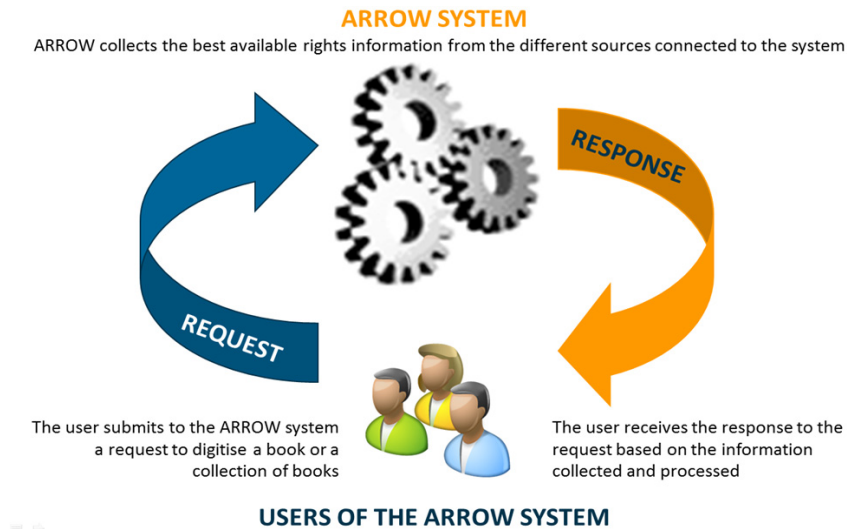 ARROW SYSTEM
ARROW collects the best available rights information from the different sources connected to the system
RESPONSE
REQUEST
The user submits to the ARROW system
a request to digitise a book or a
collection of books
The user receives the response to the
request based on the information
collected and processed
USERS OF THE ARROW SYSTEM